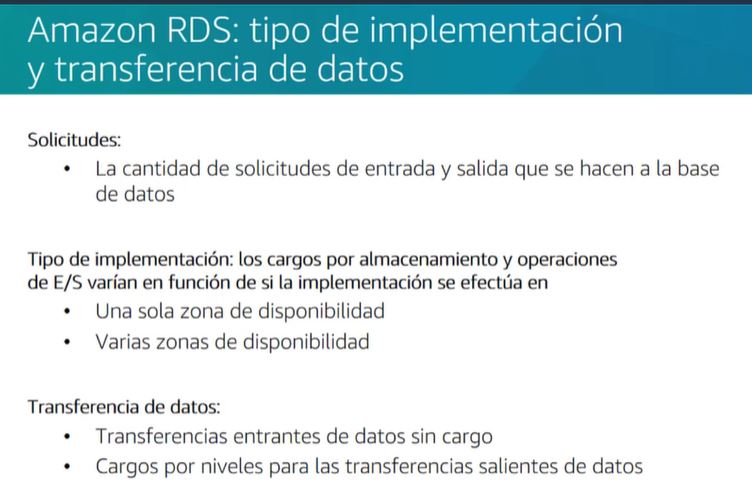 Amazon RDS: tipo de implementación
y transferencia de datos
Solicitudes:
• La cantidad de solicitudes de entrada y salida que se hacen a la base
de datos
Tipo de implementación: los cargos por almacenamiento y operaciones
de E/S varían en función de si la implementación se efectúa en
• Una sola zona de disponibilidad
• Varias zonas de disponibilidad
Transferencia de datos:
• Transferencias entrantes de datos sin cargo
• Cargos por niveles para las transferencias salientes de datos